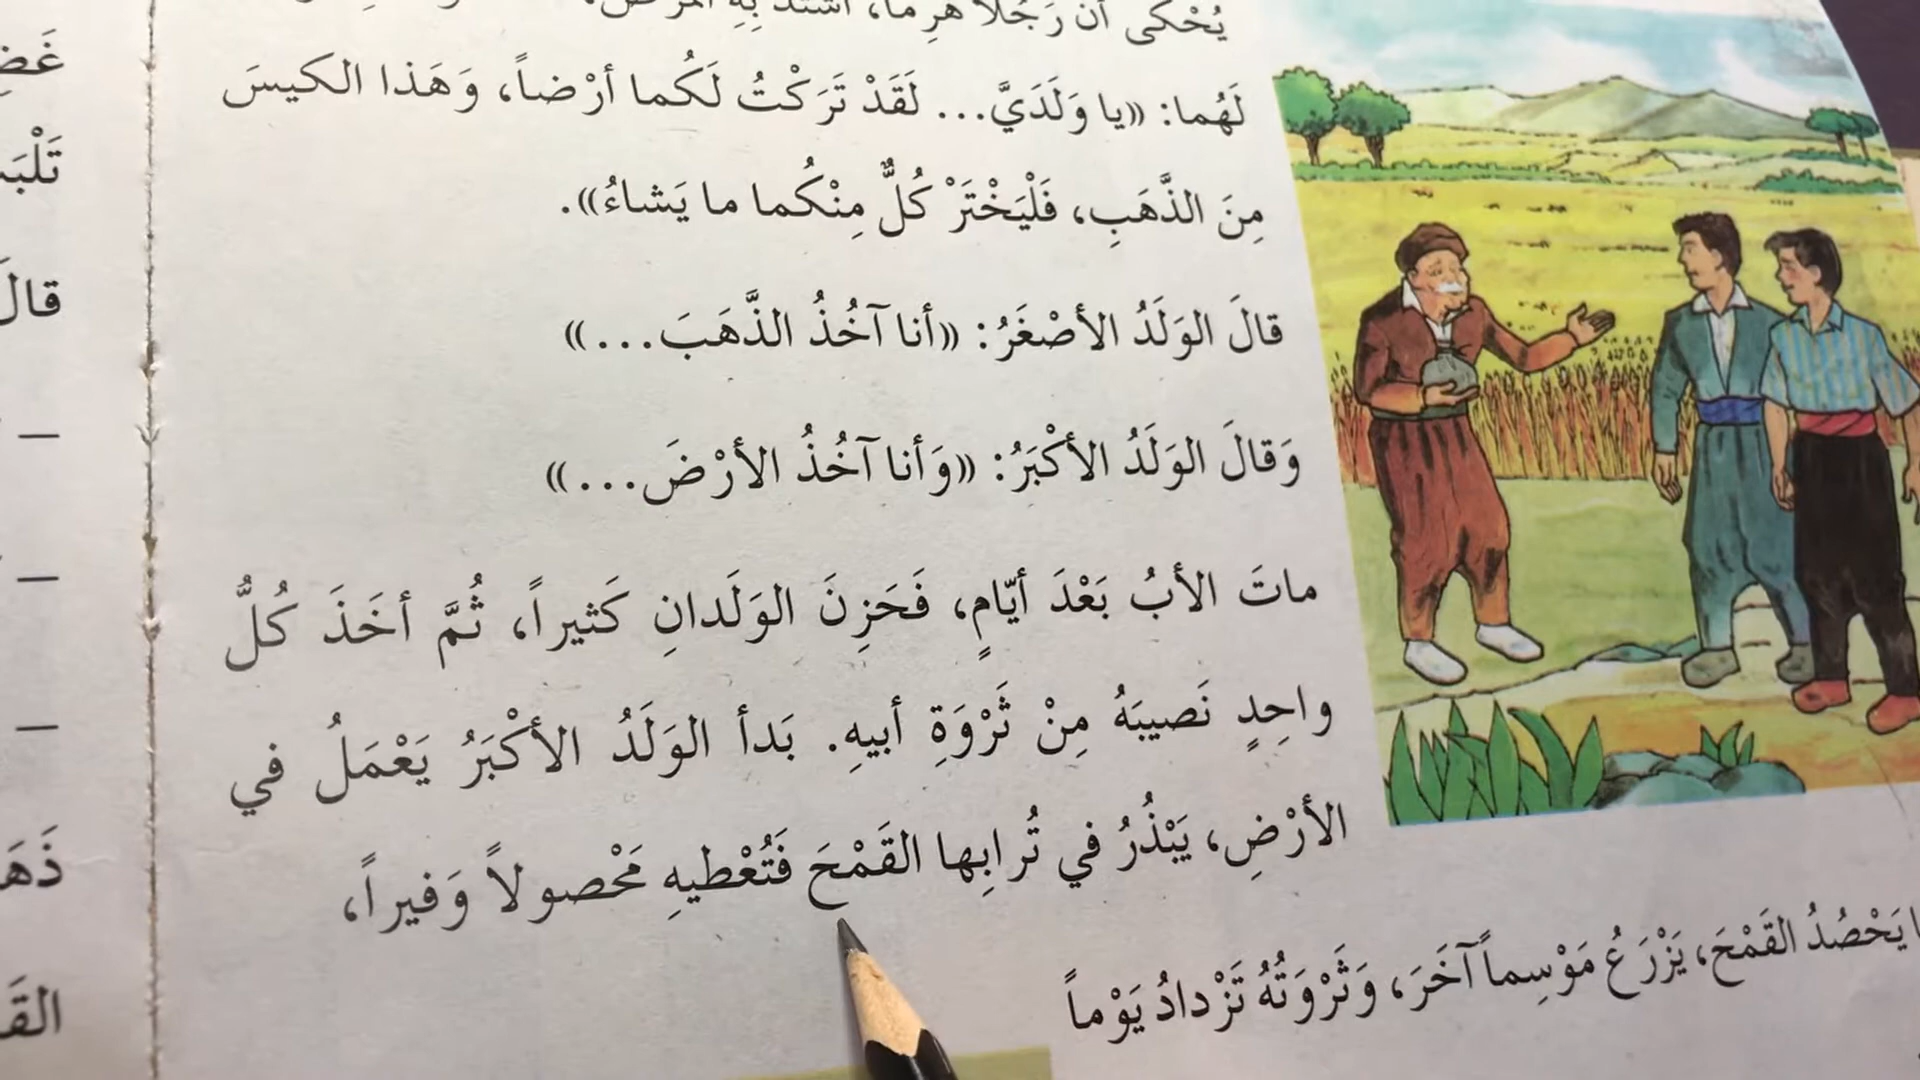 يُحْكَى أن رَجُلاً هَرِماً، اشْتَدَّ بِهِ المَرَضُ،
لَهُما: «يا وَلَدَيَّ... لَقَدْ تَرَكْتُ لَكُما أرْضاً، وَهَذا الكيسَ
مِنَ الذَّهَبِ، فَلْيَخْتَرْ كُلٌّ مِنْكُما ما يَشاءُ».
قالَ الوَلَدُ الأصْغَرُ: «أنا آخُذُ الذَّهَبَ...»
وَقالَ الوَلَدُ الأكْبَرُ: «وَأنا آخُذُ الأرْضَ...»
ماتَ الأبُ بَعْدَ أيّامٍ، فَحَزِنَ الوَلَدانِ كَثيراً، ثُمَّ أخَذَ كُلُّ
واحِدٍ نَصيبَهُ مِنْ ثَرْوَةِ أبيهِ. بَدأ الوَلَدُ الأكْبَرُ يَعْمَلُ في
الأرْضِ، يَبْذُرُ في تُرابِها القَمْحَ فَتُعْطيهِ مَحْصولاً وَفيراً،
يَحْصُدُ القَمْحَ، يَزْرَعُ مَوْسِماً آخَرَ، وَثَرْوَتُهُ تَزْدادُ يَوْماً
قالَ